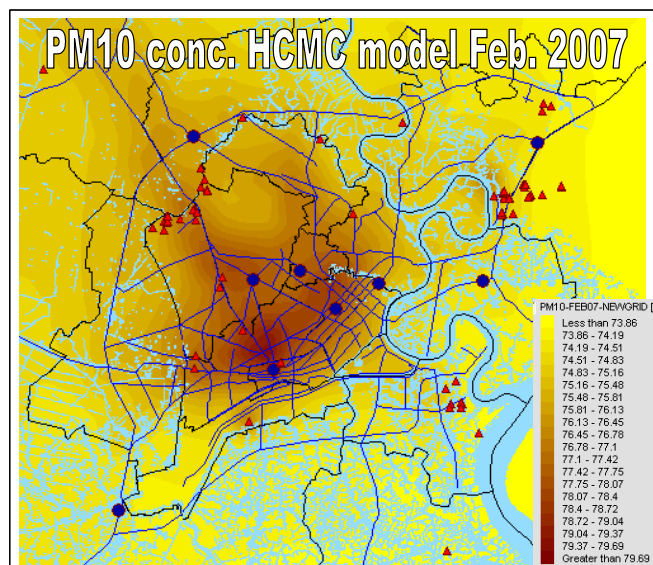 PM10 conc. HCMC model Feb. 2007
PM10-FEB07-NEWGRID [
Less than 73.86
73.86 - 74.19
74.19 - 74.51
74.51 - 74.83
74.83 - 75.16
75.16 - 75.48
75.48 - 75.81
75.81 - 76.13
76.13 - 76.45
76.45 - 76.78
76.78 - 77.1
77.1 - 77.42
77.42 - 77.75
77.75 - 78.07
78.07 - 78.4
78.4 - 78.72
78.72 - 79.04
79.04 - 79.37
79.37 - 79.69
Greater than 79.69